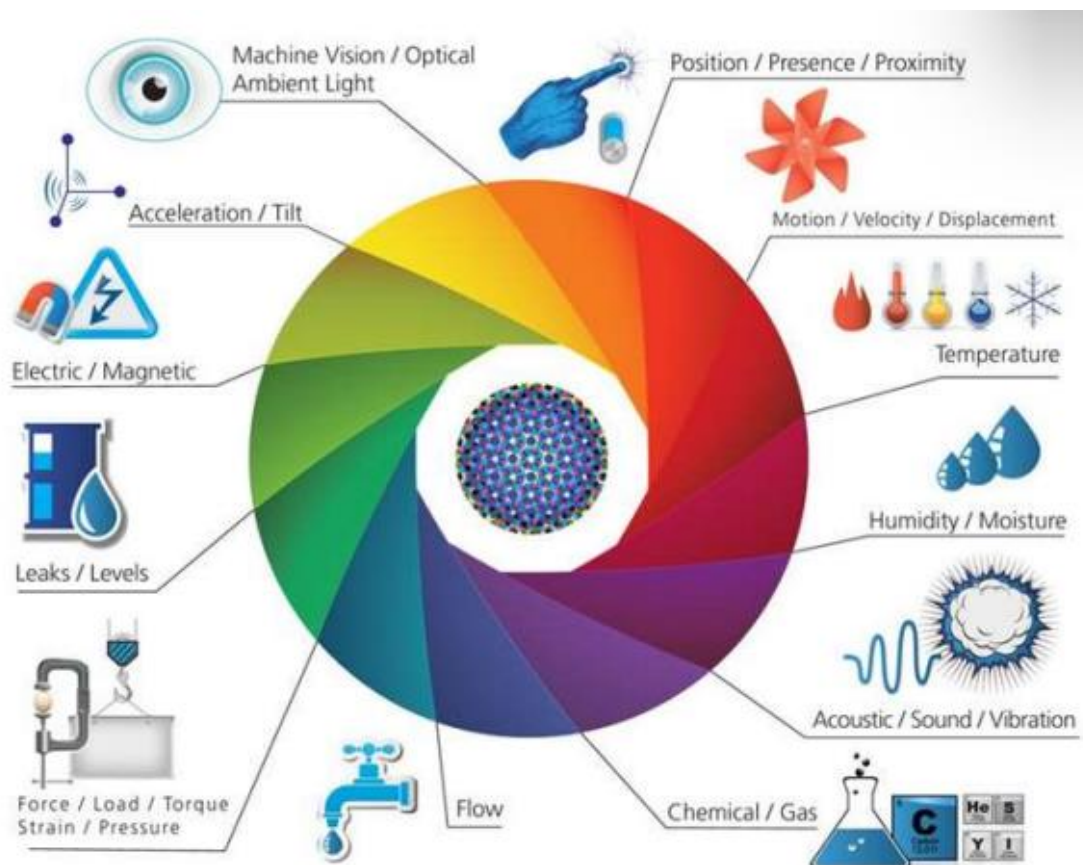 Machine Vision / Optical
Ambient Light
Position / Presence / Proximity
Acceleration / Tilt
Motion / Velocity / Displacement
Electric / Magnetic
Temperature
Leaks / Levels
Humidity / Moisture
Acoustic / Sound / Vibration
Force / Load / Torque
Strain / Pressure
Flow
Chemical / Gas
C
He
S
Y
I